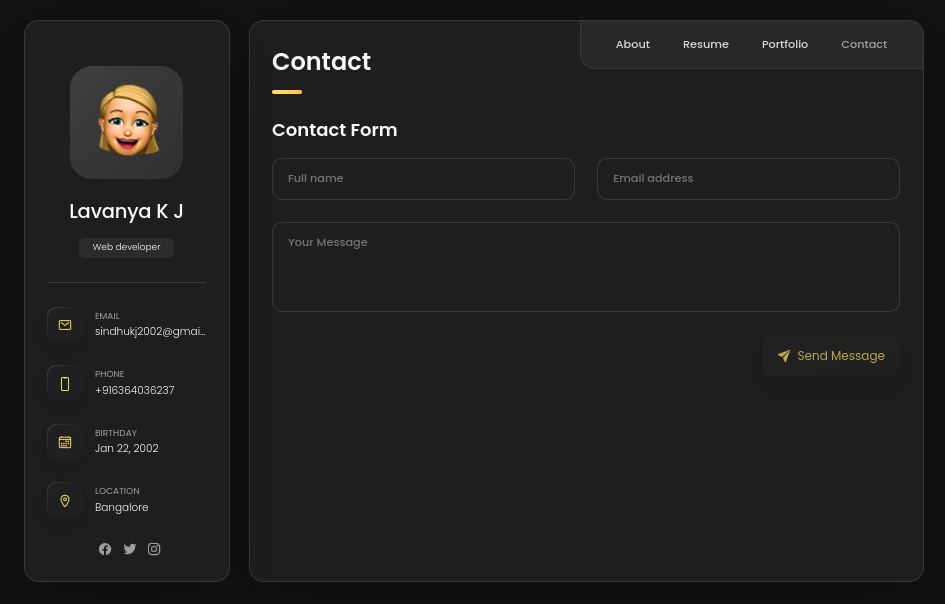 Lavanya K J
Web developer
EMAIL
sindhukj2002@gmai...
PHONE
+916364036237
BIRTHDAY
Jan 22, 2002
LOCATION
Bangalore
About Resume Portfolio Contact
Contact
Contact Form
Full name Email address
Your Message
Send Message